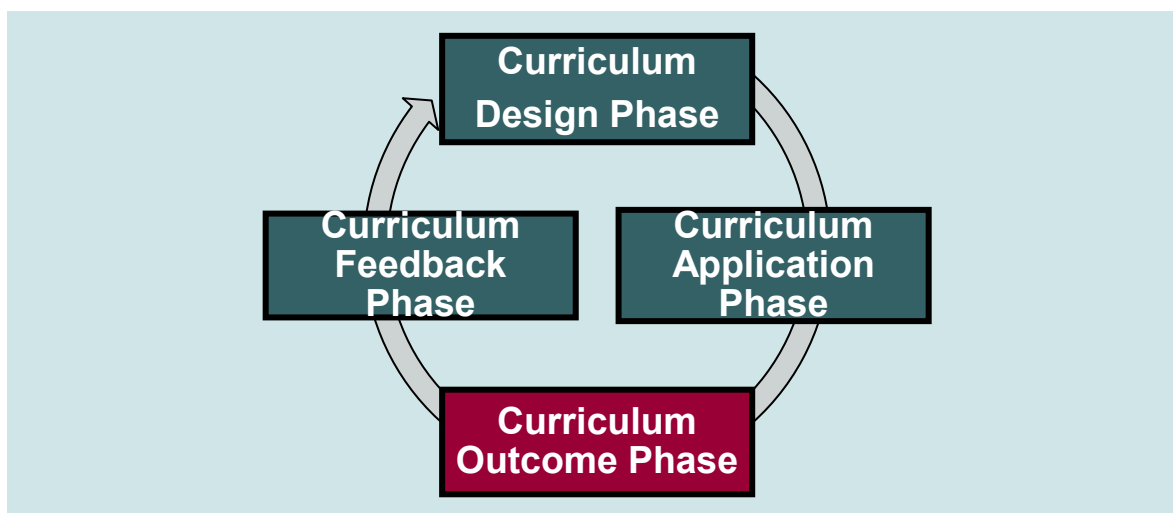 Curriculum
Design Phase
Curriculum
Feedback
Phase
Curriculum
Application
Phase
Curriculum
Outcome Phase